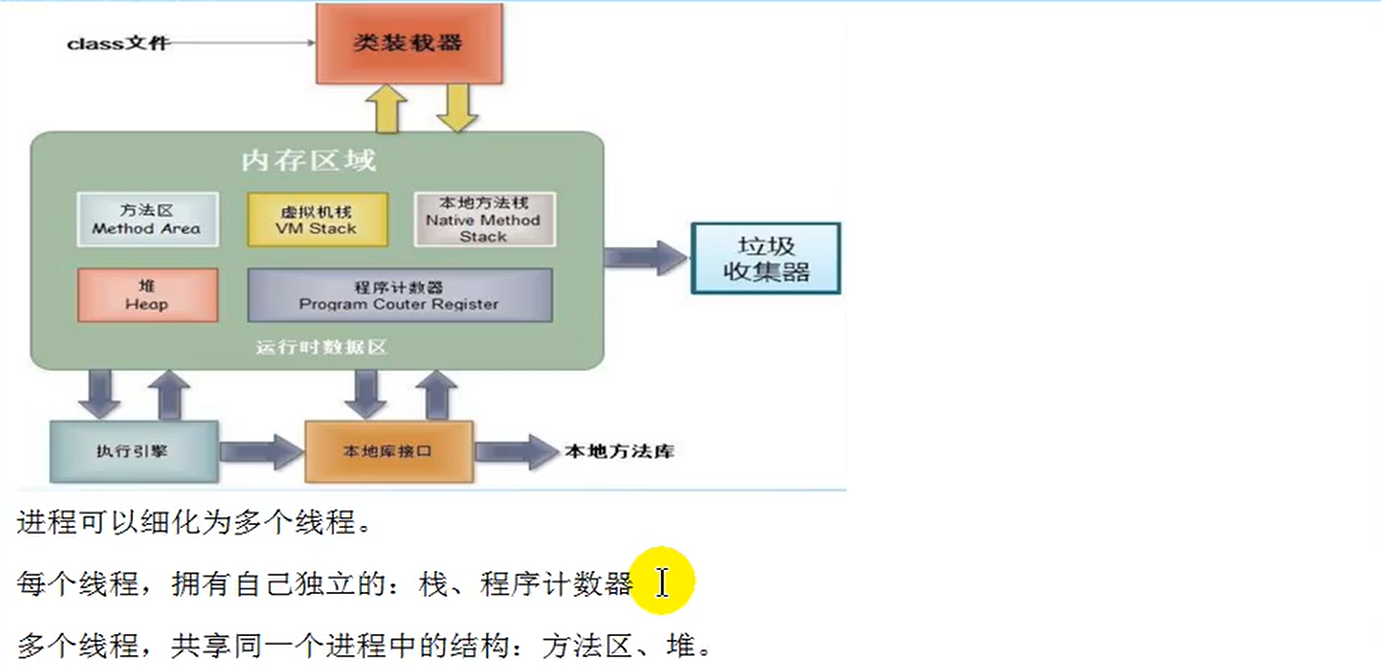 class文件
类装载器
内存区域
方法区
Method Area
虚拟机栈
VM Stack
本地方法栈
Native Method
Stack
堆
Heap
程序计数器
Program Couter Register
运行时数据区
垃圾
收集器
执行引擎
本地库接口
本地方法库
进程可以细化为多个线程。
每个线程，拥有自己独立的：栈、程序计数器
多个线程，共享同一个进程中的结构：方法区、堆。